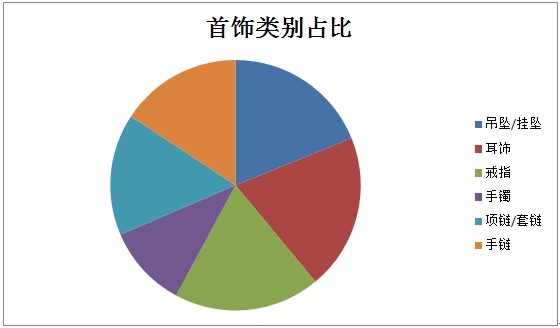 首饰类别占比
吊坠/挂坠
耳饰
戒指
手镯
项链/套链
手链